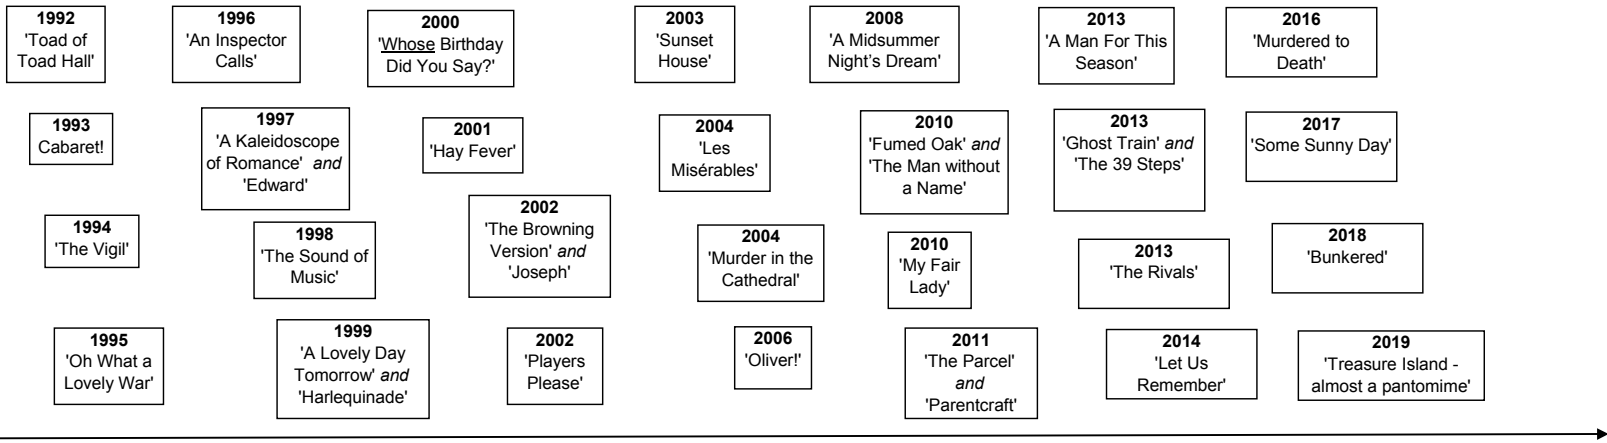 1992
'Toad of
Toad Hall'
1993
Cabaret!
1994
'The Vigil'
1995
'Oh What a
Lovely War'
1996
'An Inspector
Calls'
1997
'A Kaleidoscope
of Romance' and
'Edward'
1998
'The Sound of
Music'
1999
'A Lovely Day
Tomorrow' and
'Harlequinade'
2000
'Whose Birthday
Did You Say?'
2001
'Hay Fever'
2002
'The Browning
Version' and
'Joseph'
2002
'Players
Please'
2003
'Sunset
House'
2004
'Les
Misérables'
2004
'Murder in the
Cathedral'
2006
'Oliver!'
2008
'A Midsummer
Night’s Dream'
2010
'Fumed Oak' and
'The Man without
a Name'
2010
'My Fair
Lady'
2011
'The Parcel'
and
'Parentcraft'
2013
'A Man For This
Season'
2013
'Ghost Train' and
'The 39 Steps'
2013
'The Rivals'
2014
'Let Us
Remember'
2016
'Murdered to
Death'
2017
'Some Sunny Day'
2018
'Bunkered'
2019
'Treasure Island -
almost a pantomime'